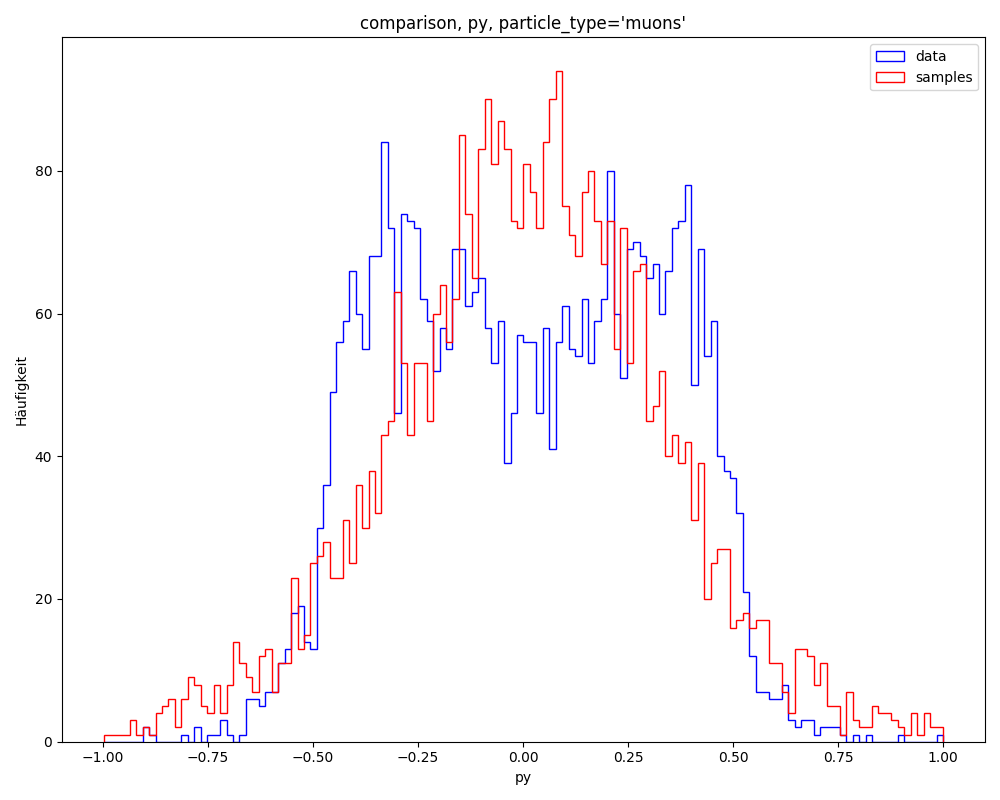 comparison, py, particle_type='muons'
data
samples
Häufigkeit
80
60
40
20
0
−1.00 −0.75 −0.50 −0.25 0.00 0.25 0.50 0.75 1.00
py